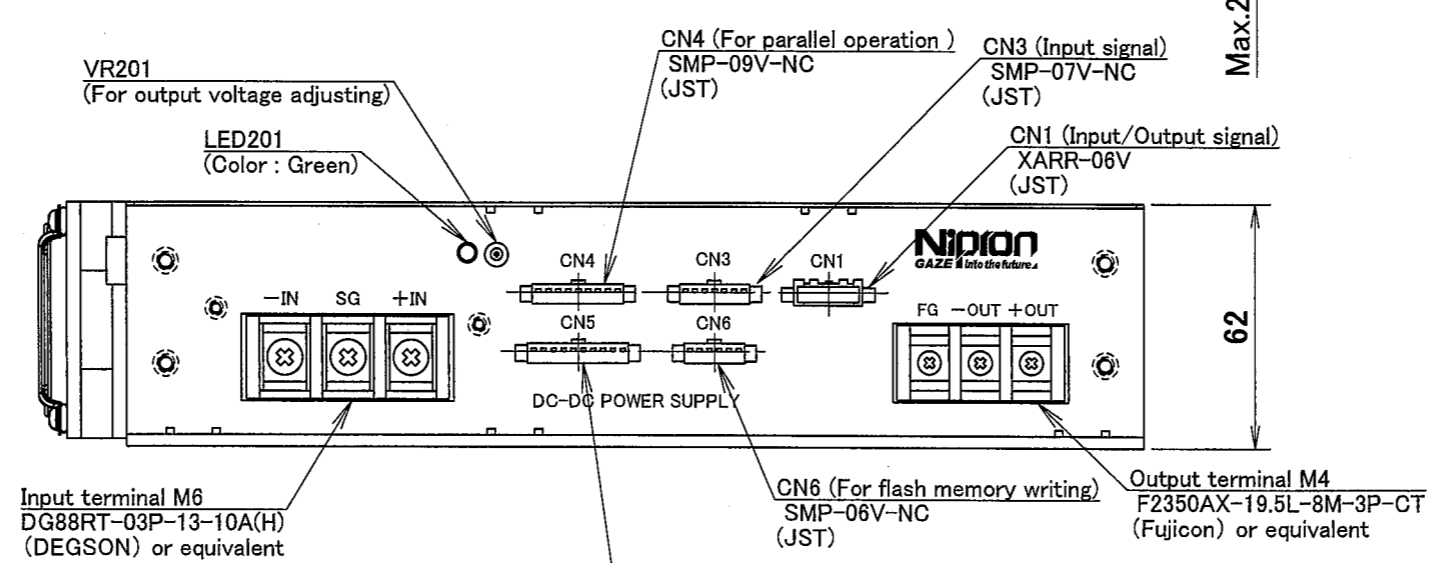 Max.2
CN4 (For parallel operation )
SMP-09V-NC
(JST)
CN3 (Input signal)
SMP-07V-NC
(JST)
VR201
(For output voltage adjusting)
LED201
(Color : Green)
CN1 (Input/Output signal)
XARR-06V
(JST)
Nipron
GAZE Into the future
CN4 CN3 CN1
-IN SG +IN
FG -OUT +OUT
CN5 CN6
62
DC-DC POWER SUPPLY
Input terminal M6
DG88RT-03P-13-10A(H)
(DEGSON) or equivalent
CN6 (For flash memory writing)
SMP-06V-NC
(JST)
Output terminal M4
F2350AX-19.5L-8M-3P-CT
(Fujicon) or equivalent